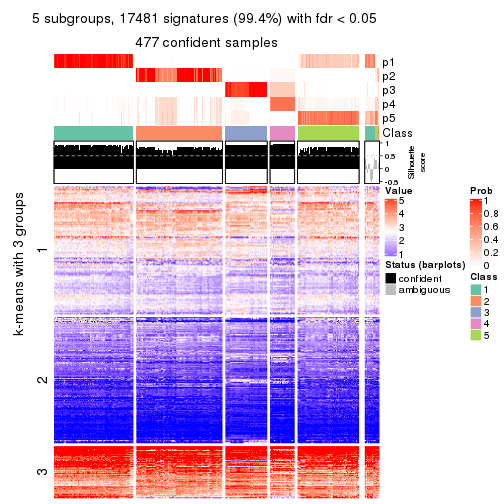 5 subgroups, 17481 signatures (99.4%) with fdr < 0.05
477 confident samples
p1
p2
p3
p4
p5
Class
1
0.5
0
-0.5
Silhouette
score
k-means with 3 groups
1
2
3
Value
5
4
3
2
1
Status (barplots)
confident
ambiguous
Prob
1
0.8
0.6
0.4
0.2
0
Class
1
2
3
4
5